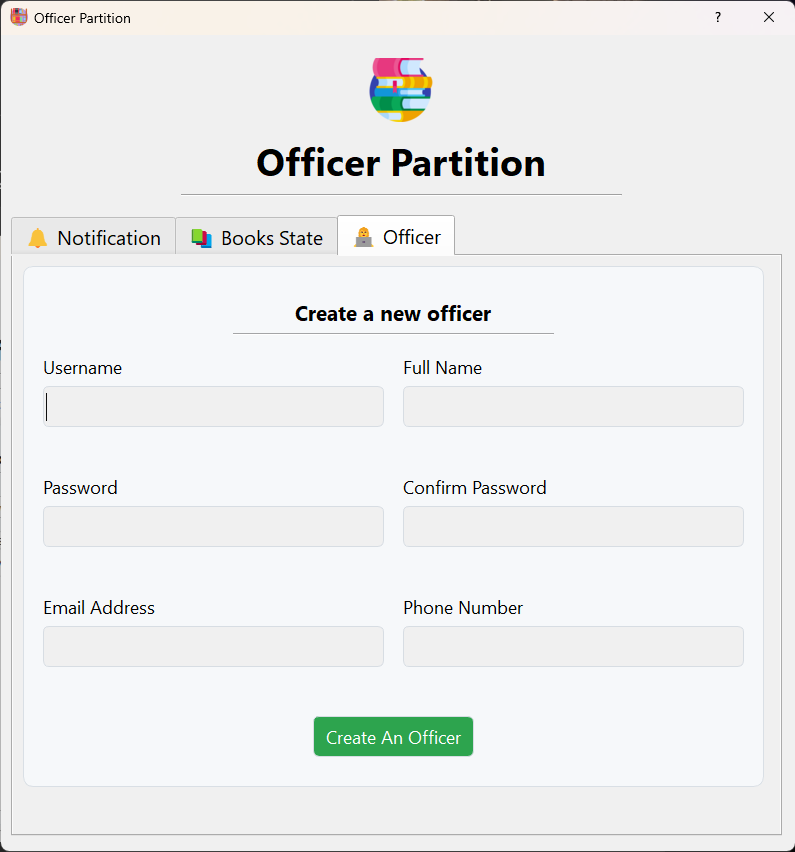 Officer Partition
?
Officer Partition
Notification Books State Officer
Create a new officer
Username Full Name
Password Confirm Password
Email Address Phone Number
Create An Officer